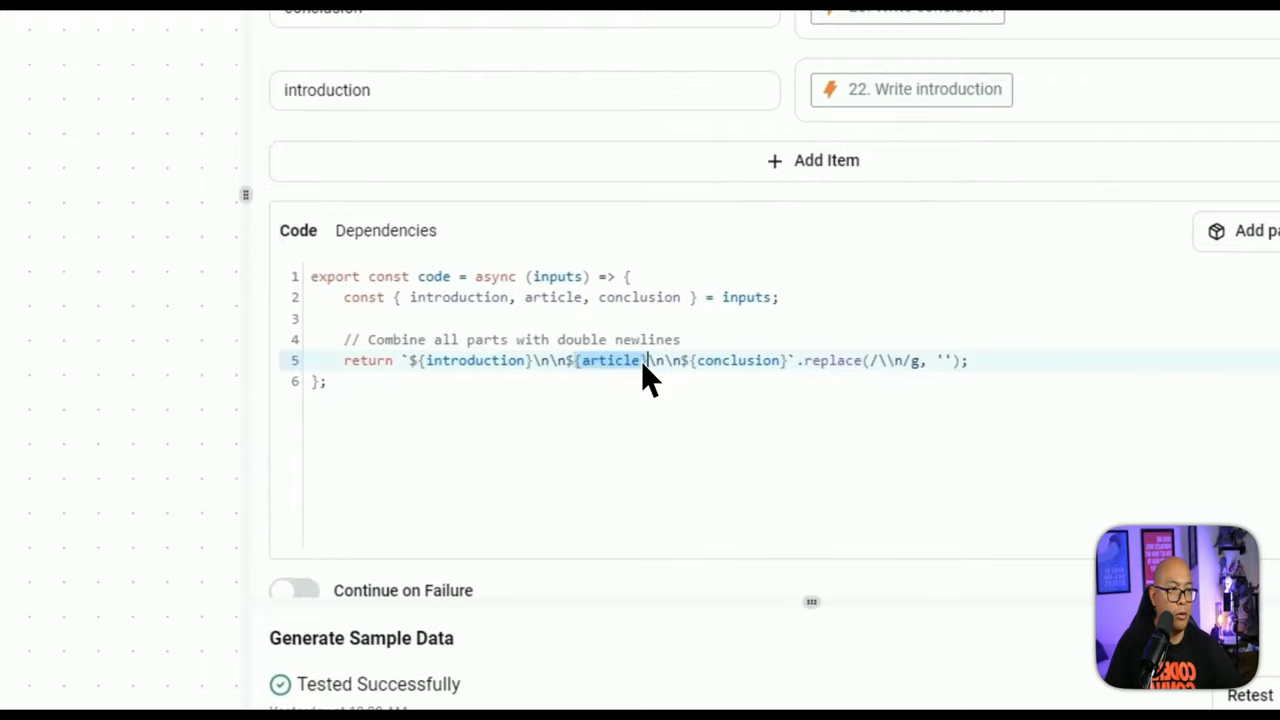 conclusion
introduction
22. Write introduction
+ Add Item
Code Dependencies
Add pa
1 export const code = async (inputs) => {
2 const { introduction, article, conclusion } = inputs;
3
4 // Combine all parts with double newlines
5 return `${introduction}\n\n${article}\n\n${conclusion}`.replace(/\\n/g, '');
6 };
Continue on Failure
Generate Sample Data
Tested Successfully
Retest